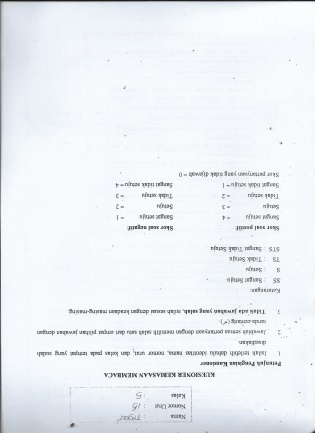 Nama :
Nomor Urut : 15
Kelas : 5
KUESIONER KEBIASAAN MEMBACA
Petunjuk Pengisian Kuesioner
1. Isilah terlebih dahulu identitas nama, nomor urut, dan kelas pada tempat yang sudah
disediakan
2. Jawablah semua pertanyaan dengan memilih salah satu dari empat pilihan jawaban dengan
tanda centang (✓).
3. Tidak ada jawaban yang salah, isilah sesuai dengan keadaan masing-masing.
Keterangan:
SS : Sangat Setuju
S : Setuju
TS : Tidak Setuju
STS : Sangat Tidak Setuju
Skor soal positif Skor soal negatif
Sangat setuju = 4 Sangat setuju = 1
Setuju = 3 Setuju = 2
Tidak setuju = 2 Tidak setuju = 3
Sangat tidak setuju = 1 Sangat tidak setuju = 4
Skor pertanyaan yang tidak dijawab = 0